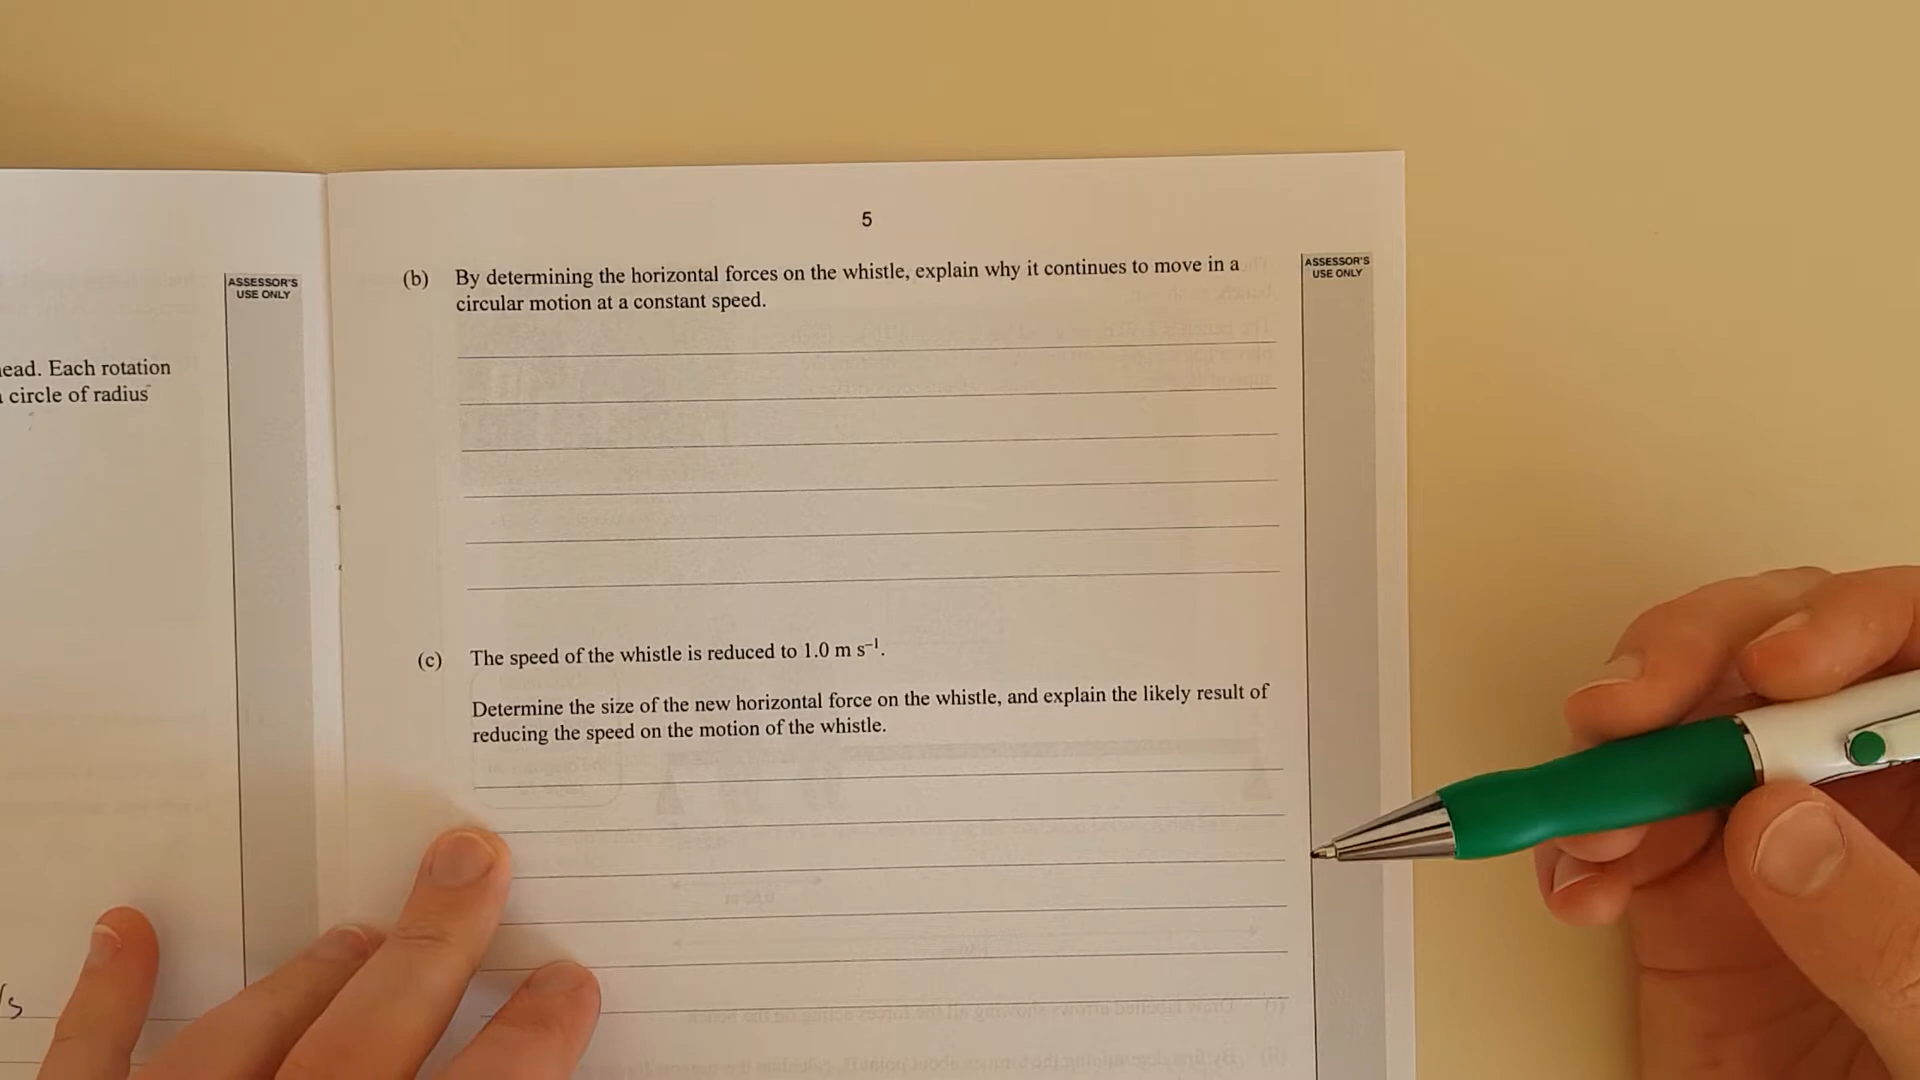 5
ASSESSOR'S
USE ONLY
ead. Each rotation
circle of radius
/s
(b) By determining the horizontal forces on the whistle, explain why it continues to move in a
circular motion at a constant speed.
ASSESSOR'S
USE ONLY
(c) The speed of the whistle is reduced to 1.0 m s⁻¹.
Determine the size of the new horizontal force on the whistle, and explain the likely result of
reducing the speed on the motion of the whistle.